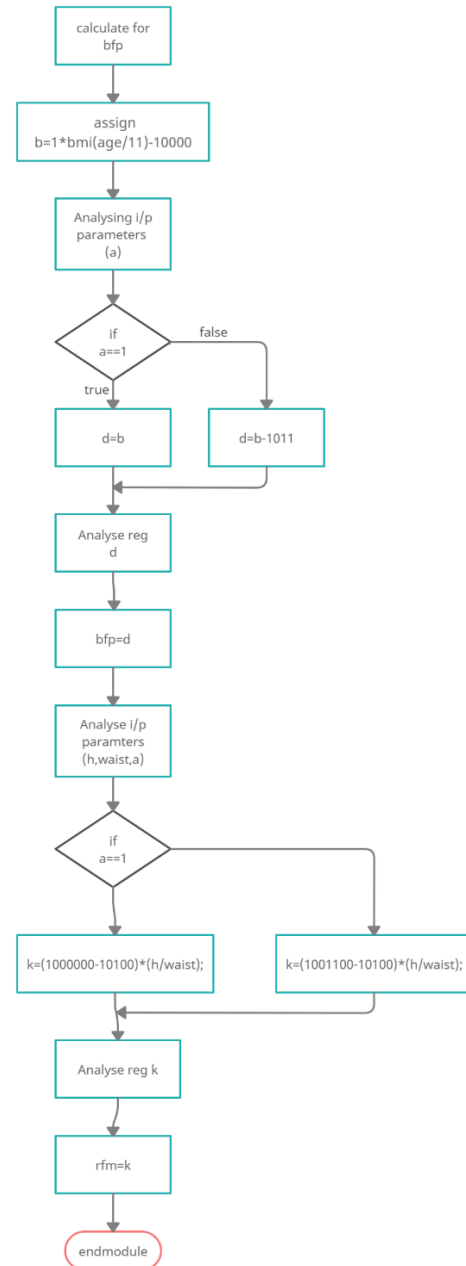 calculate for
bfp
assign
b=1*bmi(age/11)-10000
Analysing i/p
parameters
(a)
if
a==1
false
true
d=b
d=b-1011
Analyse reg
d
bfp=d
Analyse i/p
paramters
(h,waist,a)
if
a==1
k=(1000000-10100)*(h/waist);
k=(1001100-10100)*(h/waist);
Analyse reg k
rfm=k
endmodule